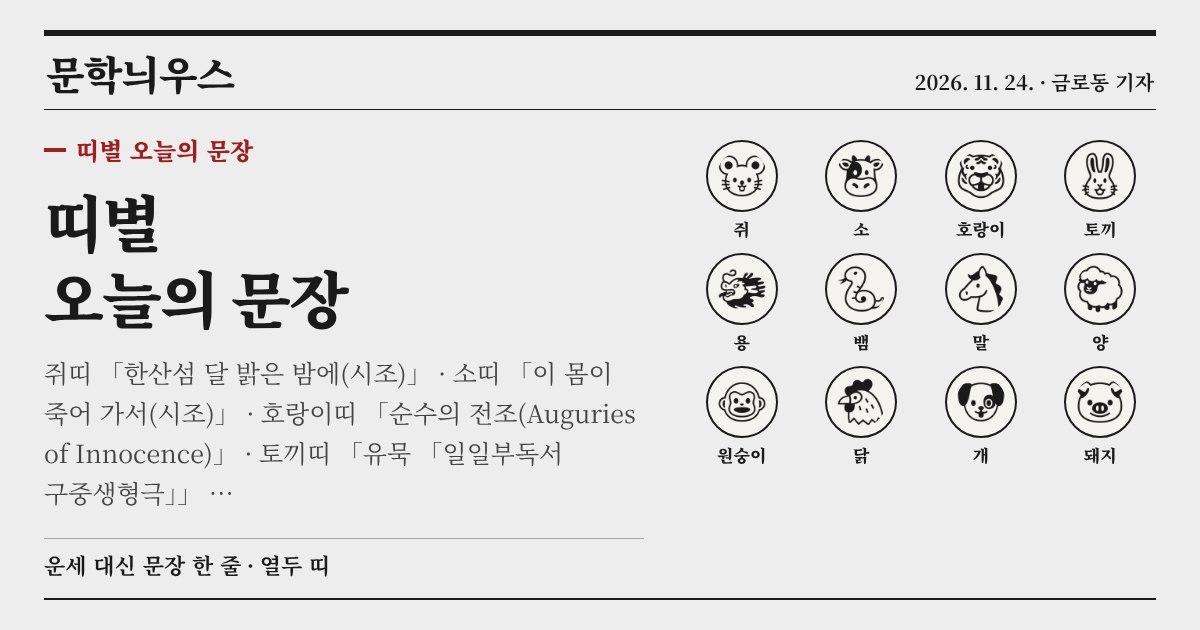 문학늬우스
2026. 11. 24. · 금로동 기자
띠별 오늘의 문장
띠별
오늘의 문장
쥐띠 「한산섬 달 밝은 밤에(시조)」 · 소띠 「이 몸이
죽어 가서(시조)」 · 호랑이띠 「순수의 전조(Auguries
of Innocence)」 · 토끼띠 「유묵 「일일부독서
구중생형극」」 …
운세 대신 문장 한 줄 · 열두 띠
쥐 소 호랑이 토끼
용 뱀 말 양
원숭이 닭 개 돼지